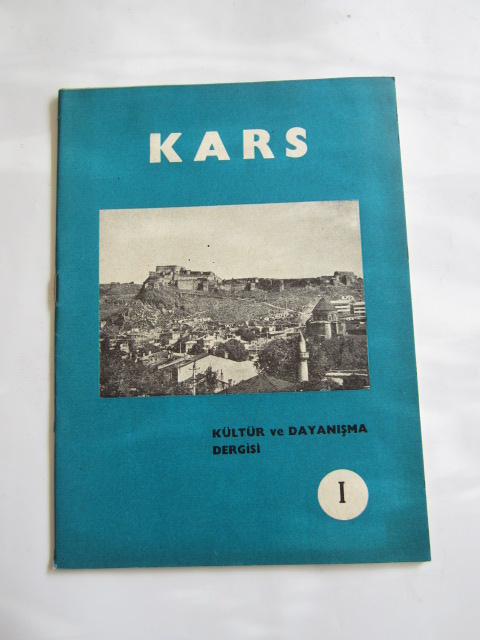 KARS
KÜLTÜR ve DAYANIŞMA
DERGİSİ
I